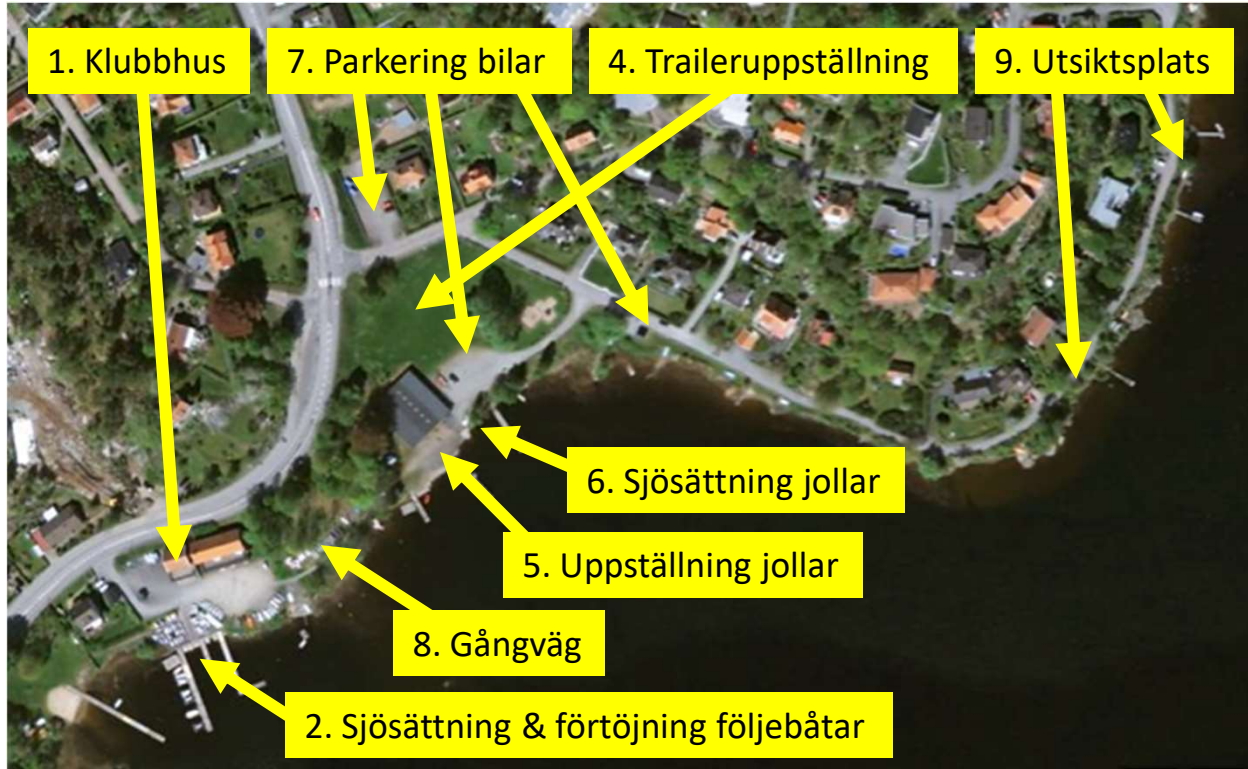 1. Klubbhus
7. Parkering bilar
4. Traileruppställning
9. Utsiktsplats
6. Sjösättning jollar
5. Uppställning jollar
8. Gångväg
2. Sjösättning & förtöjning följebåtar